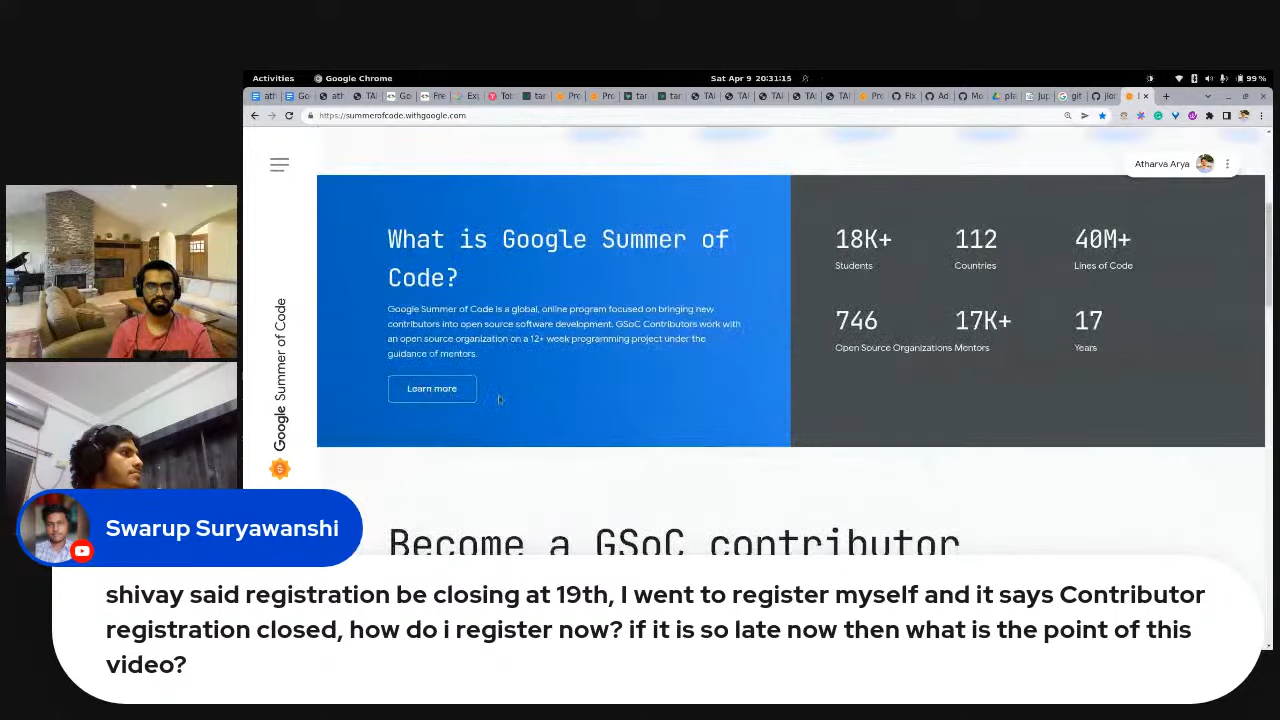 Activities
Google Chrome
Sat Apr 9 20:31:15
99 %
https://summerofcode.withgoogle.com
Atharva Arya
Google Summer of Code
What is Google Summer of
Code?
Google Summer of Code is a global, online program focused on bringing new
contributors into open source software development. GSoC Contributors work with
an open source organization on a 12+ week programming project under the
guidance of mentors.
Learn more
18K+
112
40M+
Students
Countries
Lines of Code
746
17K+
17
Open Source Organizations
Mentors
Years
Become a GSoC contributor
Swarup Suryawanshi
shivay said registration be closing at 19th, I went to register myself and it says Contributor
registration closed, how do i register now? if it is so late now then what is the point of this
video?